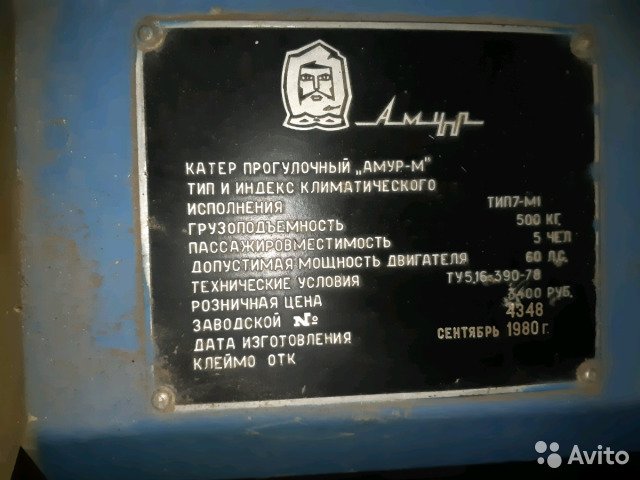 Амур
КАТЕР ПРОГУЛОЧНЫЙ „АМУР-М"
ТИП И ИНДЕКС КЛИМАТИЧЕСКОГО
ИСПОЛНЕНИЯ ТИП7-М1
ГРУЗОПОДЪЕМНОСТЬ 500 КГ.
ПАССАЖИРОВМЕСТИМОСТЬ 5 ЧЕЛ
ДОПУСТИМАЯ МОЩНОСТЬ ДВИГАТЕЛЯ 60 Л.С.
ТЕХНИЧЕСКИЕ УСЛОВИЯ ТУ5.16-390-78
РОЗНИЧНАЯ ЦЕНА РУБ.
ЗАВОДСКОЙ № 4348
ДАТА ИЗГОТОВЛЕНИЯ СЕНТЯБРЬ 1980 г.
КЛЕЙМО ОТК
Avito